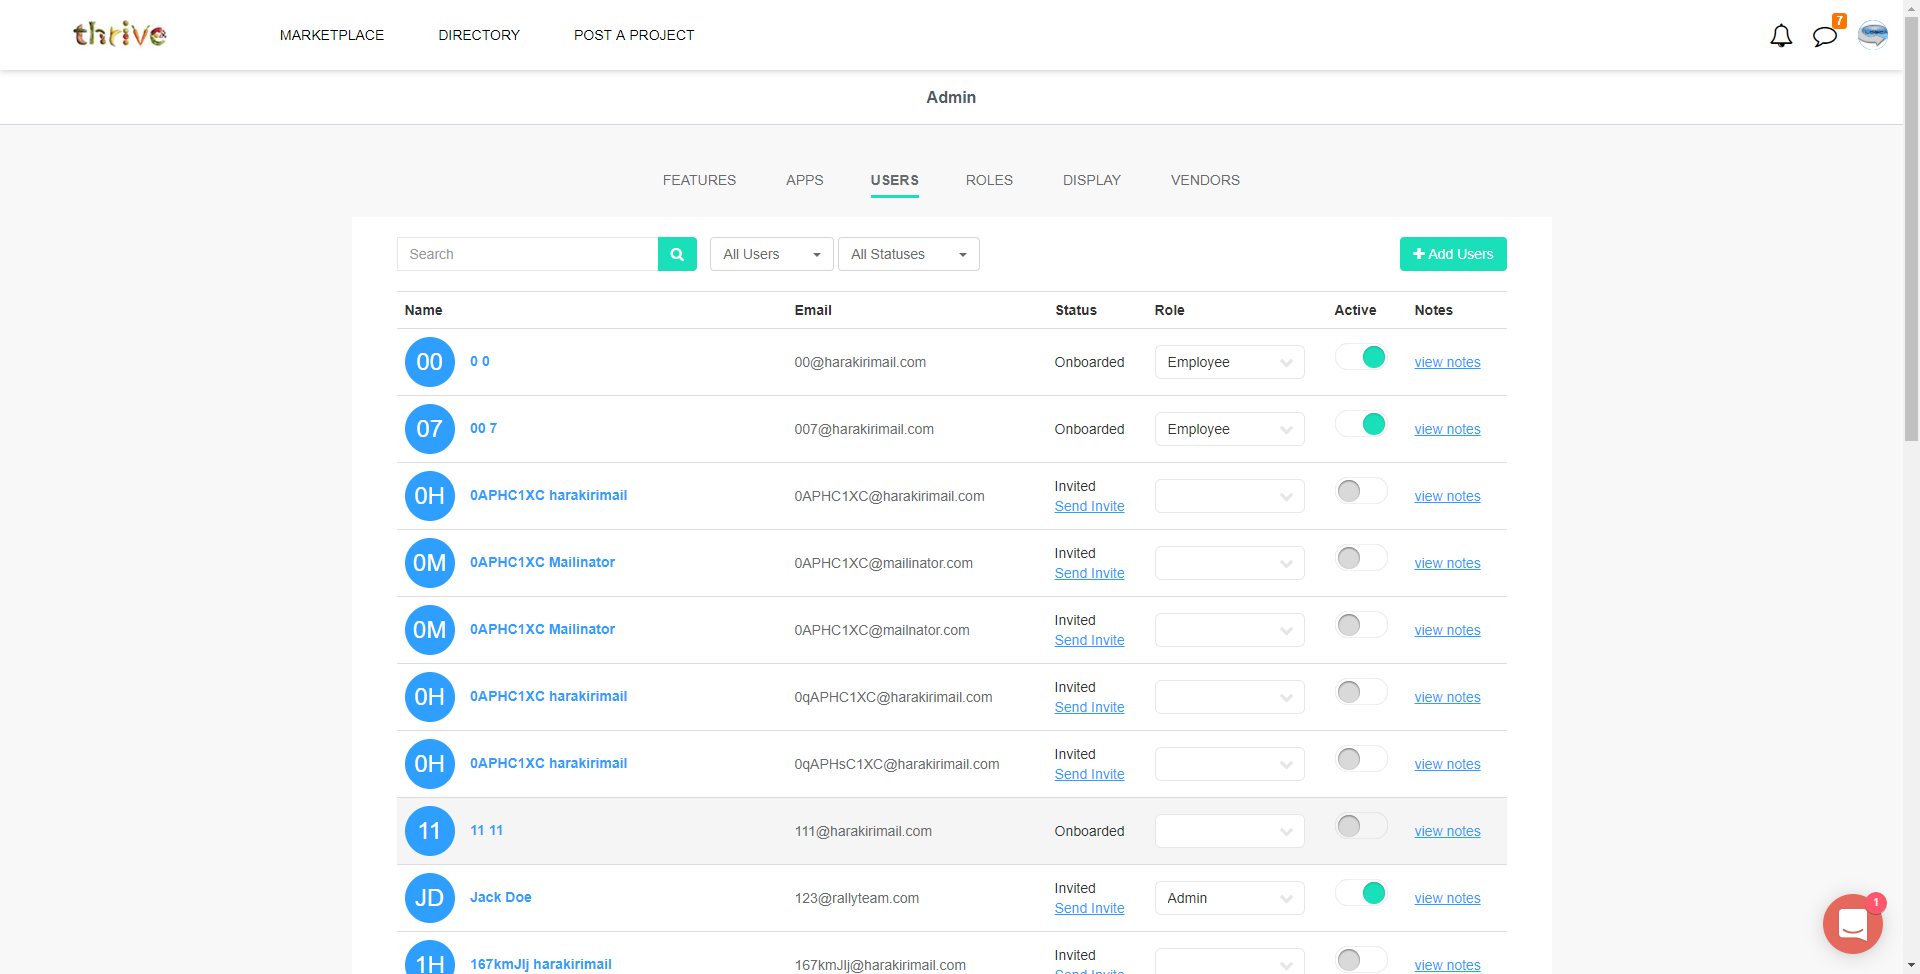 thrive MARKETPLACE DIRECTORY POST A PROJECT 7
Admin
FEATURES APPS USERS ROLES DISPLAY VENDORS
Search All Users All Statuses Add Users
Name Email Status Role Active Notes
00 0 0 00@harakirimail.com Onboarded Employee view notes
07 00 7 007@harakirimail.com Onboarded Employee view notes
0H 0APHC1XC harakirimail 0APHC1XC@harakirimail.com Invited view notes
Send Invite
0M 0APHC1XC Mailinator 0APHC1XC@mailinator.com Invited view notes
Send Invite
0M 0APHC1XC Mailinator 0APHC1XC@mailnator.com Invited view notes
Send Invite
0H 0APHC1XC harakirimail 0qAPHC1XC@harakirimail.com Invited view notes
Send Invite
0H 0APHC1XC harakirimail 0qAPHsC1XC@harakirimail.com Invited view notes
Send Invite
11 11 11 111@harakirimail.com Onboarded view notes
JD Jack Doe 123@rallyteam.com Invited Admin view notes
Send Invite
1
1H 167kmJlj harakirimail 167kmJlj@harakirimail.com Invited view notes
Send Invite